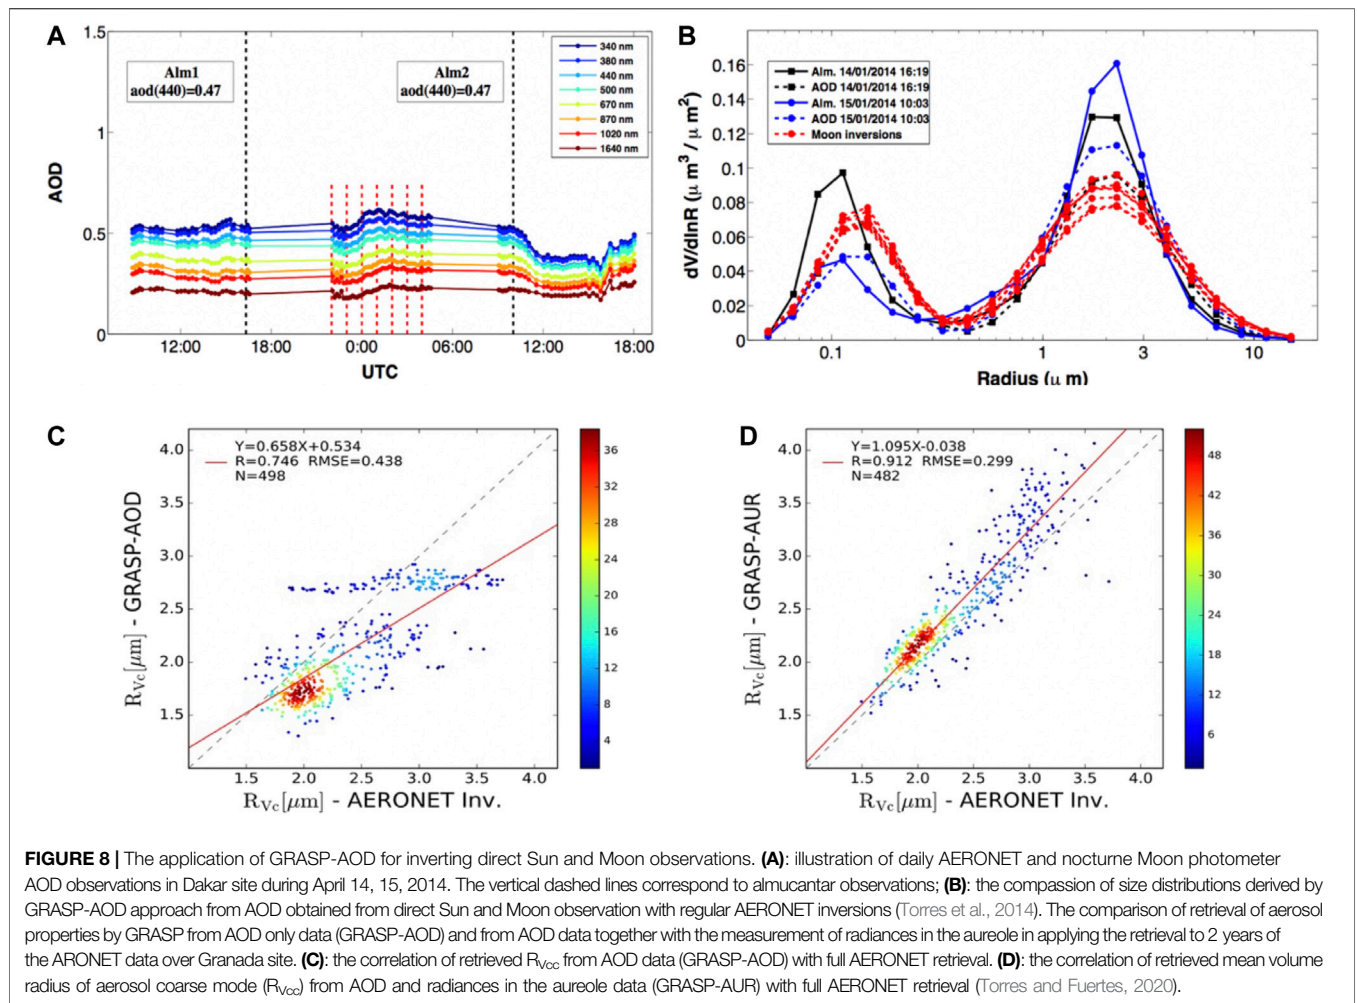 A
AOD
1.5
1
0.5
0
Alm1
aod(440)=0.47
Alm2
aod(440)=0.47
340 nm
380 nm
440 nm
500 nm
670 nm
870 nm
1020 nm
1640 nm
12:00 18:00 0:00 06:00 12:00 18:00
UTC
B
dV/dlnR (μ m³ / μ m²)
0.16
0.14
0.12
0.1
0.08
0.06
0.04
0.02
0
Alm. 14/01/2014 16:19
AOD 14/01/2014 16:19
Alm. 15/01/2014 10:03
AOD 15/01/2014 10:03
Moon inversions
0.1 1 3 10
Radius (μ m)
C
R_Vc[μm] - GRASP-AOD
4.0
3.5
3.0
2.5
2.0
1.5
Y=0.658X+0.534
R=0.746 RMSE=0.438
N=498
1.5 2.0 2.5 3.0 3.5 4.0
R_Vc[μm] - AERONET Inv.
36
32
28
24
20
16
12
8
4
D
R_Vc[μm] - GRASP-AUR
4.0
3.5
3.0
2.5
2.0
1.5
Y=1.095X-0.038
R=0.912 RMSE=0.299
N=482
1.5 2.0 2.5 3.0 3.5 4.0
R_Vc[μm] - AERONET Inv.
48
42
36
30
24
18
12
6
FIGURE 8 | The application of GRASP-AOD for inverting direct Sun and Moon observations. (A): illustration of daily AERONET and nocturne Moon photometer
AOD observations in Dakar site during April 14, 15, 2014. The vertical dashed lines correspond to almucantar observations; (B): the compassion of size distributions derived by
GRASP-AOD approach from AOD obtained from direct Sun and Moon observation with regular AERONET inversions (Torres et al., 2014). The comparison of retrieval of aerosol
properties by GRASP from AOD only data (GRASP-AOD) and from AOD data together with the measurement of radiances in the aureole in applying the retrieval to 2 years of
the ARONET data over Granada site. (C): the correlation of retrieved R_Vcc from AOD data (GRASP-AOD) with full AERONET retrieval. (D): the correlation of retrieved mean volume
radius of aerosol coarse mode (R_Vcc) from AOD and radiances in the aureole data (GRASP-AUR) with full AERONET retrieval (Torres and Fuertes, 2020).